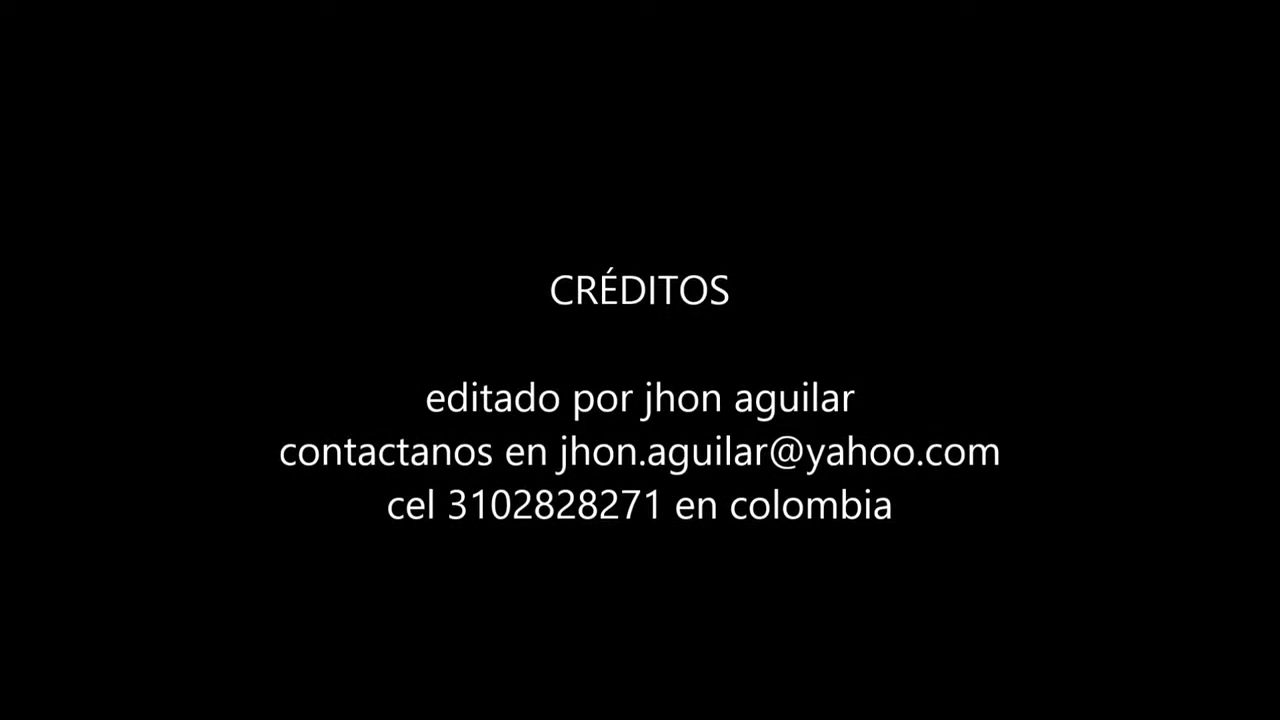 CRÉDITOS
editado por jhon aguilar
contactanos en jhon.aguilar@yahoo.com
cel 3102828271 en colombia